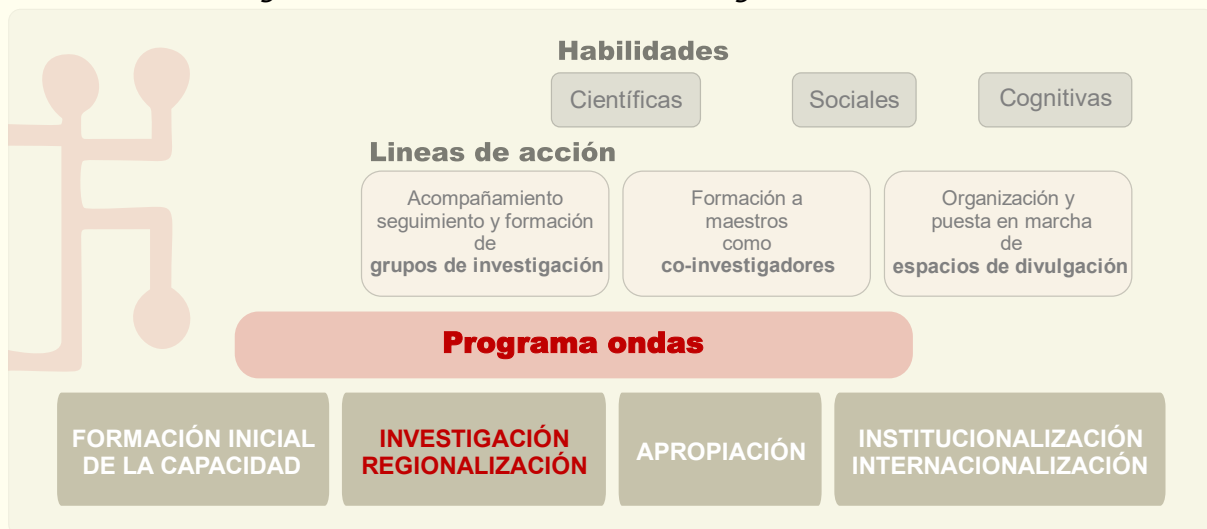 Habilidades
Científicas
Sociales
Cognitivas
Lineas de acción
Acompañamiento
seguimiento y formación
de
grupos de investigación
Formación a
maestros
como
co-investigadores
Organización y
puesta en marcha
de
espacios de divulgación
Programa ondas
FORMACIÓN INICIAL
DE LA CAPACIDAD
INVESTIGACIÓN
REGIONALIZACIÓN
APROPIACIÓN
INSTITUCIONALIZACIÓN
INTERNACIONALIZACIÓN